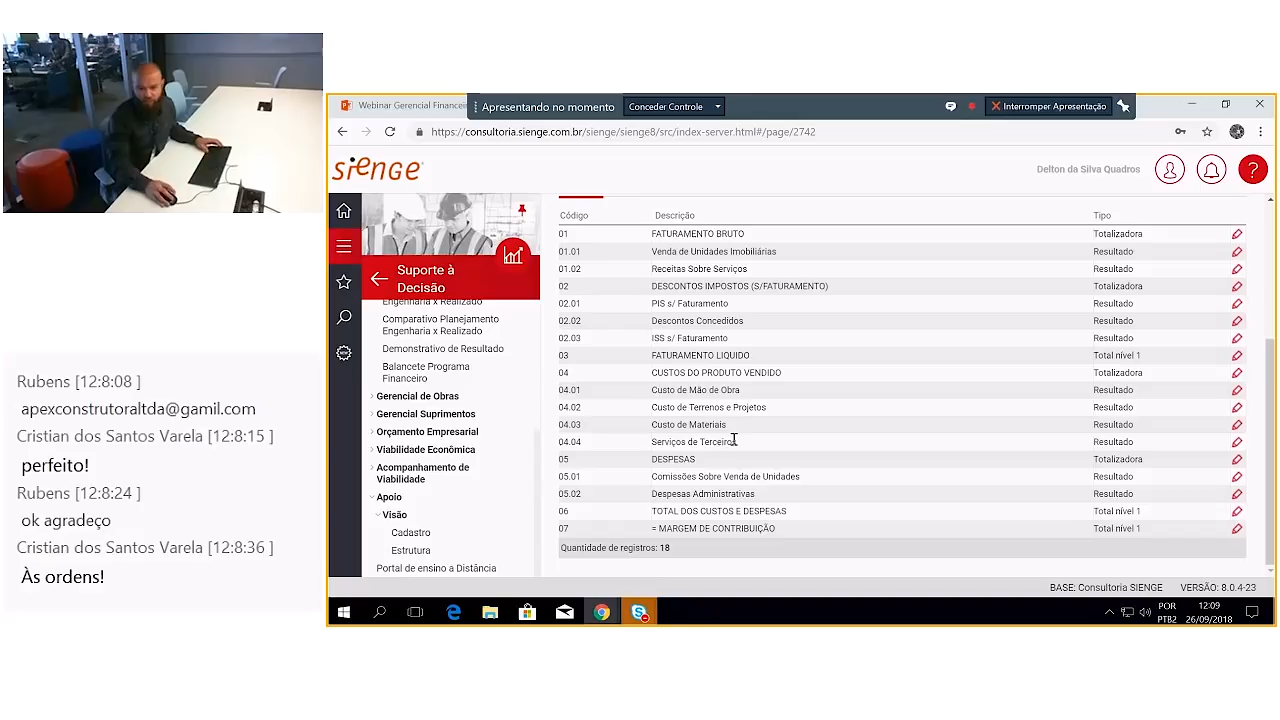 Rubens [12:8:08 ]
apexconstrutoraltda@gamil.com
Cristian dos Santos Varela [12:8:15 ]
perfeito!
Rubens [12:8:24 ]
ok agradeço
Cristian dos Santos Varela [12:8:36 ]
Às ordens!
Webinar Gerencial Financei
Apresentando no momento
Conceder Controle
Interromper Apresentação
https://consultoria.sienge.com.br/sienge/sienge8/src/index-server.html#/page/2742
sienge
Delton da Silva Quadros
?
Suporte à
Decisão
Engenharia x Realizado
Comparativo Planejamento
Engenharia x Realizado
Demonstrativo de Resultado
Balancete Programa
Financeiro
Gerencial de Obras
Gerencial Suprimentos
Orçamento Empresarial
Viabilidade Econômica
Acompanhamento de
Viabilidade
Apoio
Visão
Cadastro
Estrutura
Portal de ensino a Distância
Código Descrição Tipo
01 FATURAMENTO BRUTO Totalizadora
01.01 Venda de Unidades Imobiliárias Resultado
01.02 Receitas Sobre Serviços Resultado
02 DESCONTOS IMPOSTOS (S/FATURAMENTO) Totalizadora
02.01 PIS s/ Faturamento Resultado
02.02 Descontos Concedidos Resultado
02.03 ISS s/ Faturamento Resultado
03 FATURAMENTO LIQUIDO Total nível 1
04 CUSTOS DO PRODUTO VENDIDO Totalizadora
04.01 Custo de Mão de Obra Resultado
04.02 Custo de Terrenos e Projetos Resultado
04.03 Custo de Materiais Resultado
04.04 Serviços de Terceiros Resultado
05 DESPESAS Totalizadora
05.01 Comissões Sobre Venda de Unidades Resultado
05.02 Despesas Administrativas Resultado
06 TOTAL DOS CUSTOS E DESPESAS Total nível 1
07 = MARGEM DE CONTRIBUIÇÃO Total nível 1
Quantidade de registros: 18
BASE: Consultoria SIENGE VERSÃO: 8.0.4-23
POR
PTB2
12:09
26/09/2018